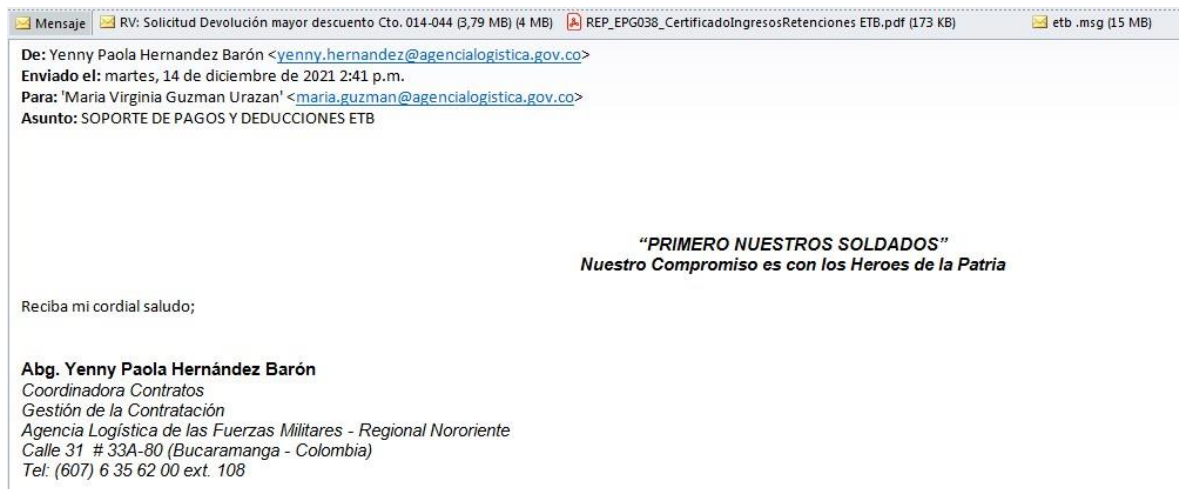 Mensaje RV: Solicitud Devolución mayor descuento Cto. 014-044 (3,79 MB) (4 MB) REP_EPG038_CertificadoIngresosRetenciones ETB.pdf (173 KB) etb .msg (15 MB)
De: Yenny Paola Hernandez Barón <yenny.hernandez@agencialogistica.gov.co>
Enviado el: martes, 14 de diciembre de 2021 2:41 p.m.
Para: 'Maria Virginia Guzman Urazan' <maria.guzman@agencialogistica.gov.co>
Asunto: SOPORTE DE PAGOS Y DEDUCCIONES ETB
“PRIMERO NUESTROS SOLDADOS”
Nuestro Compromiso es con los Heroes de la Patria
Reciba mi cordial saludo;
Abg. Yenny Paola Hernández Barón
Coordinadora Contratos
Gestión de la Contratación
Agencia Logística de las Fuerzas Militares - Regional Nororiente
Calle 31 # 33A-80 (Bucaramanga - Colombia)
Tel: (607) 6 35 62 00 ext. 108